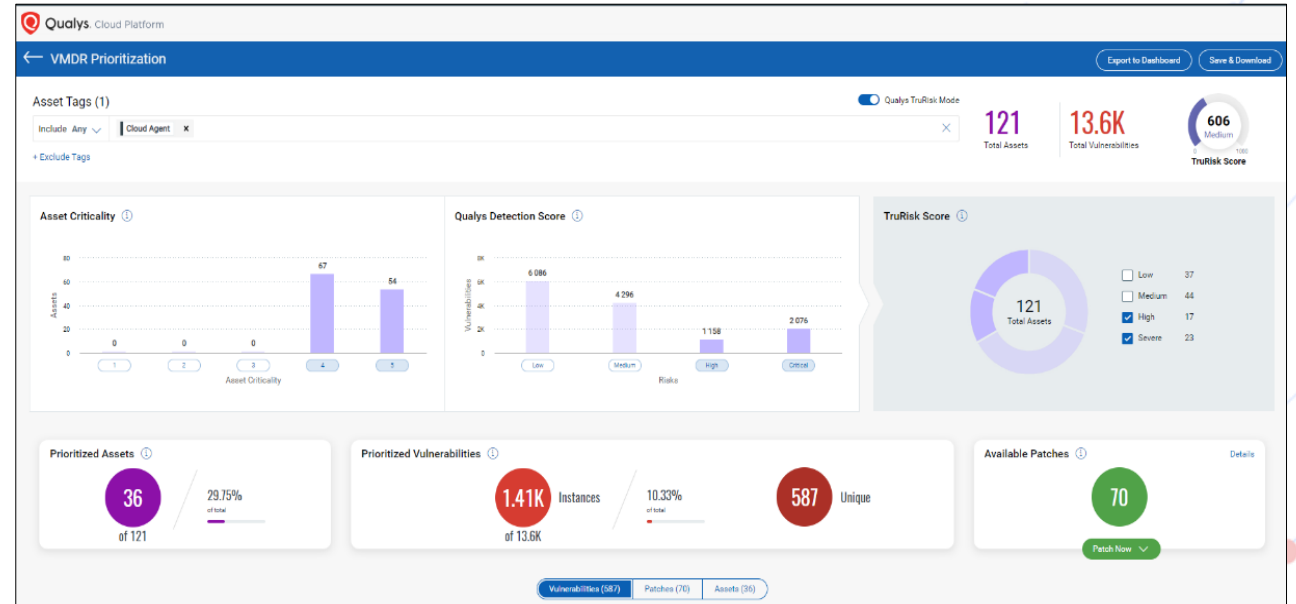 Qualys. Cloud Platform
← VMDR Prioritization
Export to Dashboard
Save & Download
Asset Tags (1)
Include Any
Cloud Agent x
+ Exclude Tags
Qualys TruRisk Mode
121
Total Assets
13.6K
Total Vulnerabilities
606
Medium
0 1000
TruRisk Score
Asset Criticality
80
60
40
20
0
Assets
0 0 0 67 54
1 2 3 4 5
Asset Criticality
Qualys Detection Score
8K
6K
4K
2K
0
Vulnerabilities
6 086 4 296 1 158 2 076
Low Medium High Critical
Risks
TruRisk Score
121
Total Assets
Low 37
Medium 44
High 17
Severe 23
Prioritized Assets
36
of 121
29.75%
of total
Prioritized Vulnerabilities
1.41K Instances
of 13.6K
10.33%
of total
587 Unique
Available Patches
Details
70
Patch Now
Vulnerabilities (587)
Patches (70)
Assets (36)